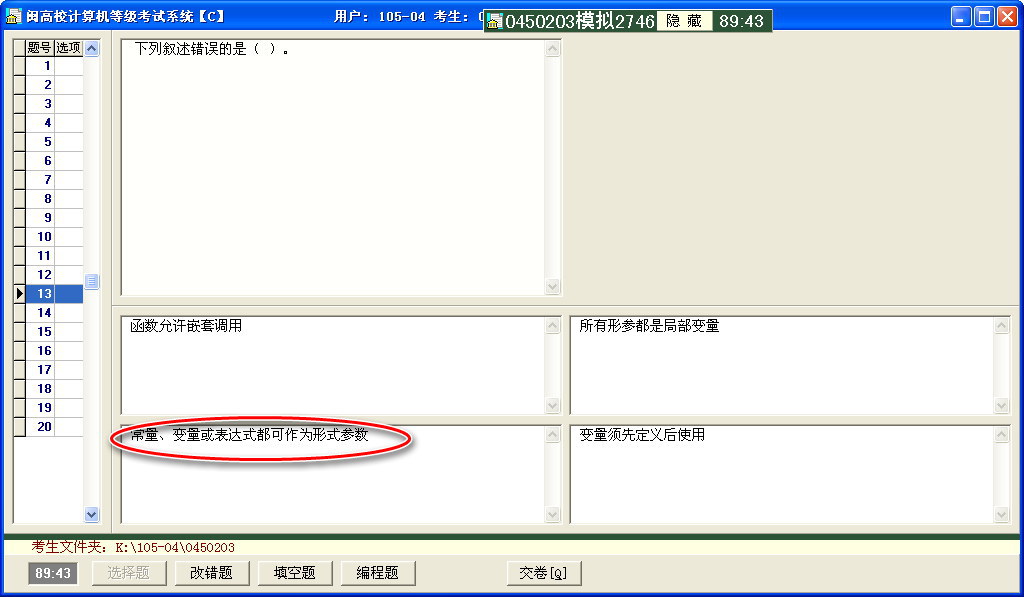 闽高校计算机等级考试系统【C】 用户: 105-04 考生:
0450203模拟2746 隐 藏 89:43
题号 选项
下列叙述错误的是（ ）。
1
2
3
4
5
6
7
8
9
10
11
12
13
14
15
16
17
18
19
20
函数允许嵌套调用
所有形参都是局部变量
常量、变量或表达式都可作为形式参数
变量须先定义后使用
考生文件夹: K:\105-04\0450203
89:43 选择题 改错题 填空题 编程题 交卷[Q]